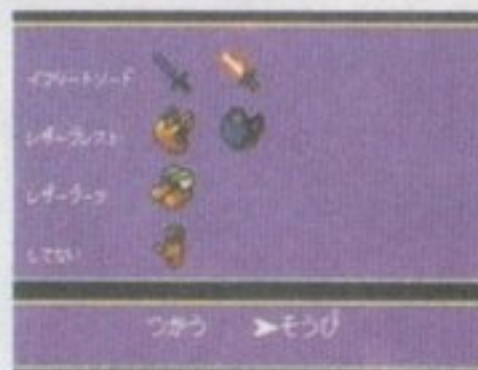 イフリートソード
レザーブレスト
レザーブーツ
してない
つかう ➤そうび